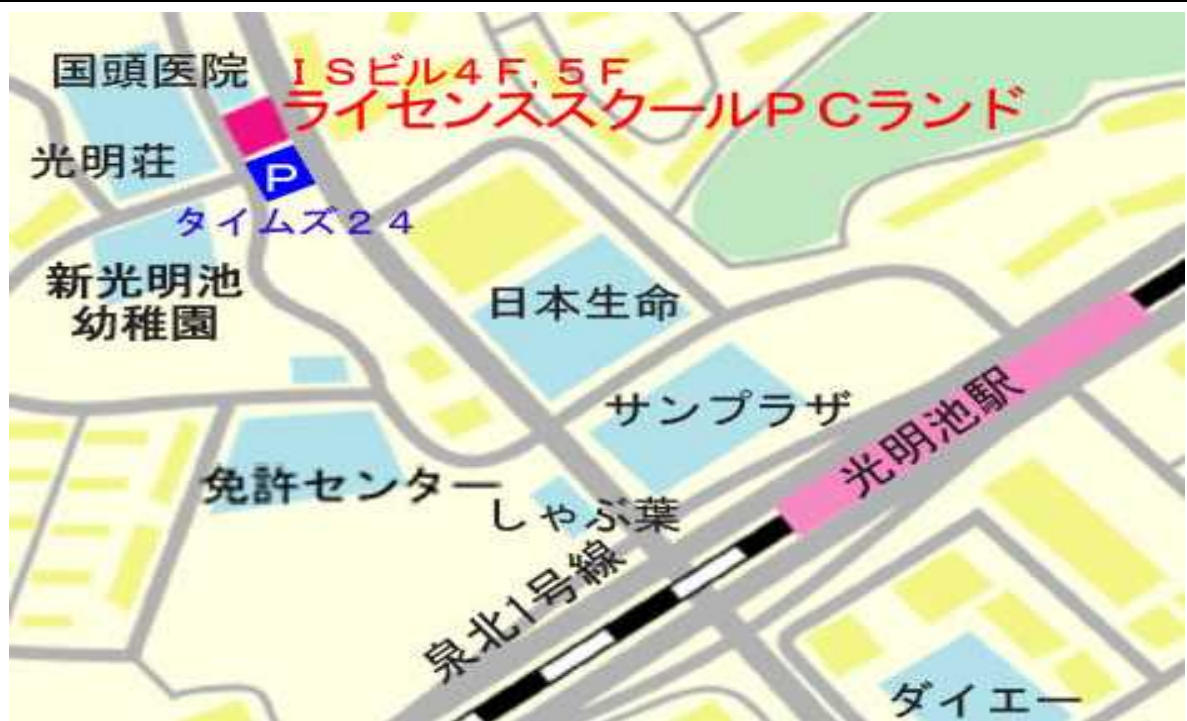 国頭医院
ISビル4F,5F
ライセンススクールPCランド
光明荘
P
タイムズ24
新光明池
幼稚園
日本生命
サンプラザ
光明池駅
免許センター
しゃぶ葉
泉北1号線
ダイエー